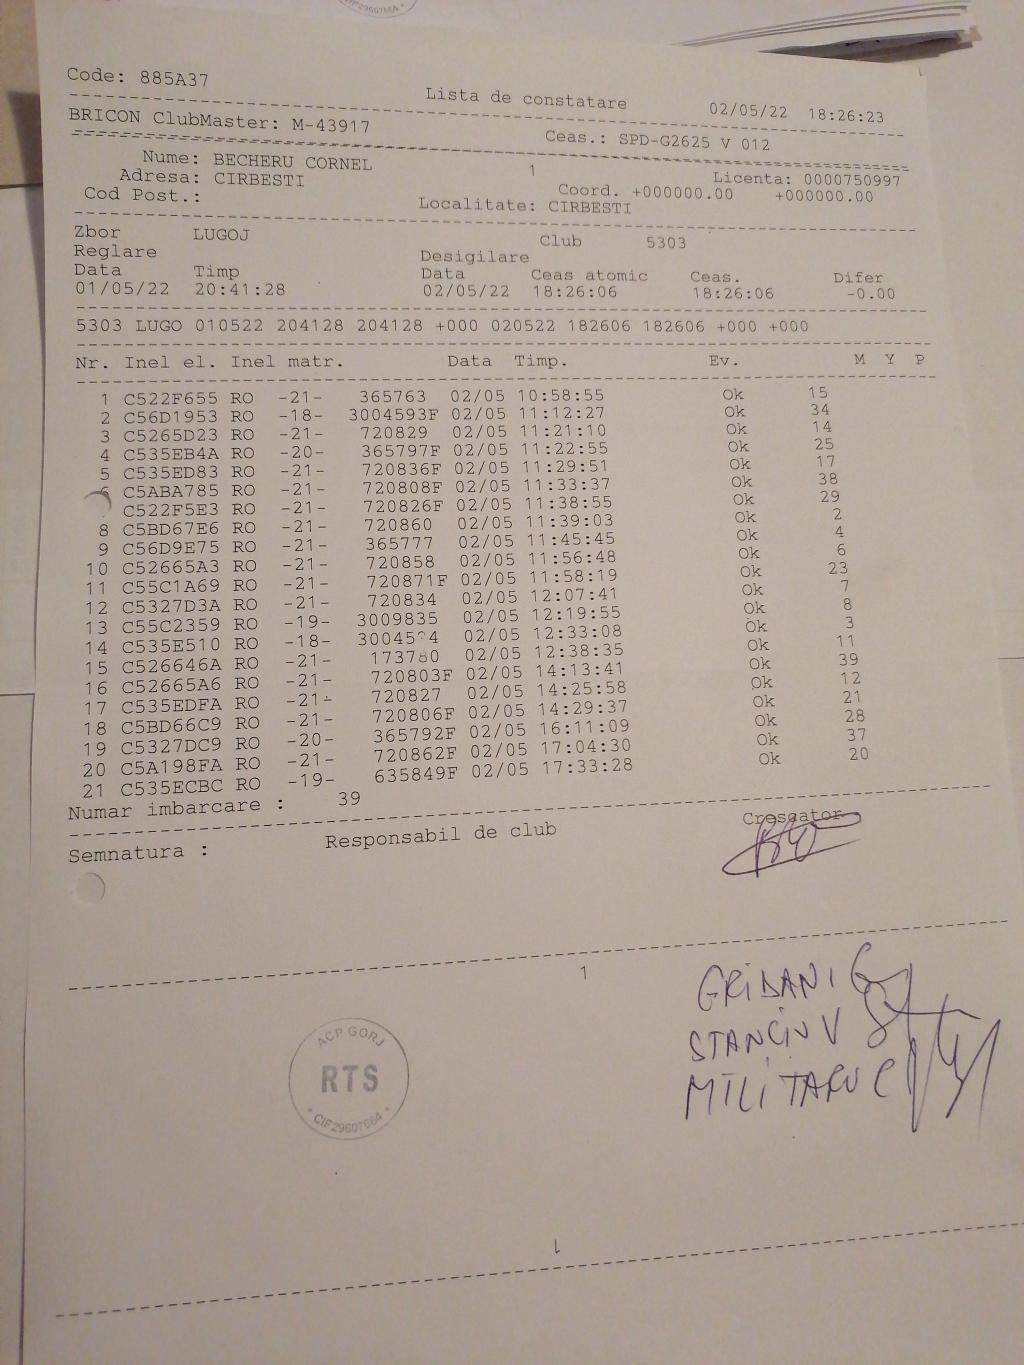 CIF29607664
Code: 885A37
Lista de constatare 02/05/22 18:26:23
BRICON ClubMaster: M-43917 Ceas.: SPD-G2625 V 012
Nume: BECHERU CORNEL 1 Licenta: 0000750997
Adresa: CIRBESTI Coord. +000000.00 +000000.00
Cod Post.: Localitate: CIRBESTI
Zbor LUGOJ Club 5303
Reglare Desigilare
Data Timp Data Ceas atomic Ceas. Difer
01/05/22 20:41:28 02/05/22 18:26:06 18:26:06 -0.00
5303 LUGO 010522 204128 204128 +000 020522 182606 182606 +000 +000
Nr. Inel el. Inel matr. Data Timp. Ev. M Y P
1 C522F655 RO -21- 365763 02/05 10:58:55 Ok 15
2 C56D1953 RO -18- 3004593F 02/05 11:12:27 Ok 34
3 C5265D23 RO -21- 720829 02/05 11:21:10 Ok 14
4 C535EB4A RO -20- 365797F 02/05 11:22:55 Ok 25
5 C535ED83 RO -21- 720836F 02/05 11:29:51 Ok 17
C5ABA785 RO -21- 720808F 02/05 11:33:37 Ok 38
C522F5E3 RO -21- 720826F 02/05 11:38:55 Ok 29
8 C5BD67E6 RO -21- 720860 02/05 11:39:03 Ok 2
9 C56D9E75 RO -21- 365777 02/05 11:45:45 Ok 4
10 C52665A3 RO -21- 720858 02/05 11:56:48 Ok 6
11 C55C1A69 RO -21- 720871F 02/05 11:58:19 Ok 23
12 C5327D3A RO -21- 720834 02/05 12:07:41 Ok 7
13 C55C2359 RO -19- 3009835 02/05 12:19:55 Ok 8
14 C535E510 RO -18- 02/05 12:33:08 Ok 3
15 C526646A RO -21- 173780 02/05 12:38:35 Ok 11
16 C52665A6 RO -21- 720803F 02/05 14:13:41 Ok 39
17 C535EDFA RO -21- 720827 02/05 14:25:58 Ok 12
18 C5BD66C9 RO -21- 720806F 02/05 14:29:37 Ok 21
19 C5327DC9 RO -20- 365792F 02/05 16:11:09 Ok 28
20 C5A198FA RO -21- 720862F 02/05 17:04:30 Ok 37
21 C535ECBC RO -19- 635849F 02/05 17:33:28 Ok 20
Numar imbarcare : 39
Semnatura : Responsabil de club Crescator
1
GRIDAN I G
STANCIU V
MILITARU C
ACP GORJ
RTS
CIF29607664